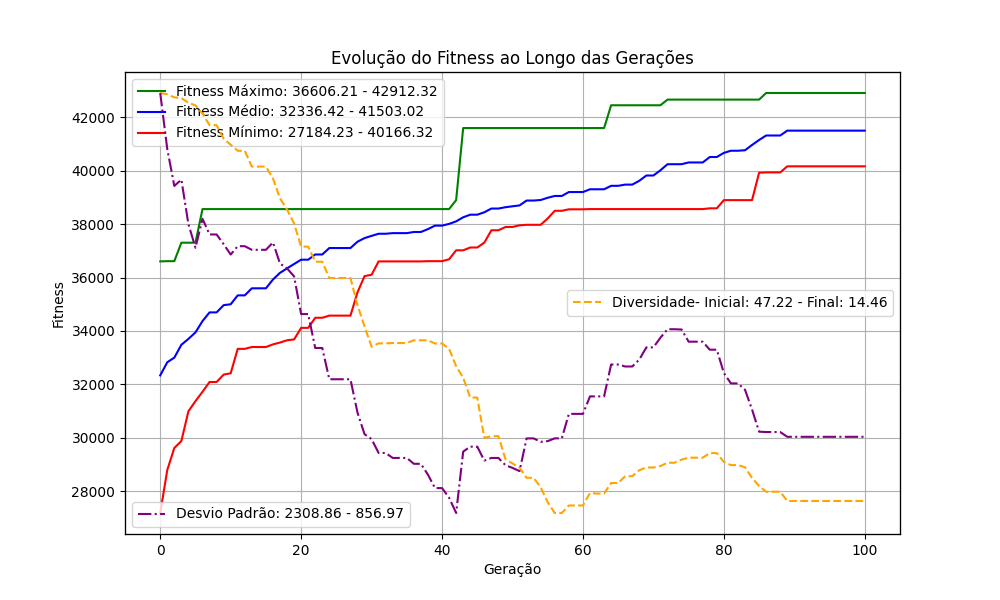 Evolução do Fitness ao Longo das Gerações
Fitness Máximo: 36606.21 - 42912.32
Fitness Médio: 32336.42 - 41503.02
Fitness Mínimo: 27184.23 - 40166.32
Diversidade- Inicial: 47.22 - Final: 14.46
Desvio Padrão: 2308.86 - 856.97
Fitness
42000
40000
38000
36000
34000
32000
30000
28000
0 20 40 60 80 100
Geração